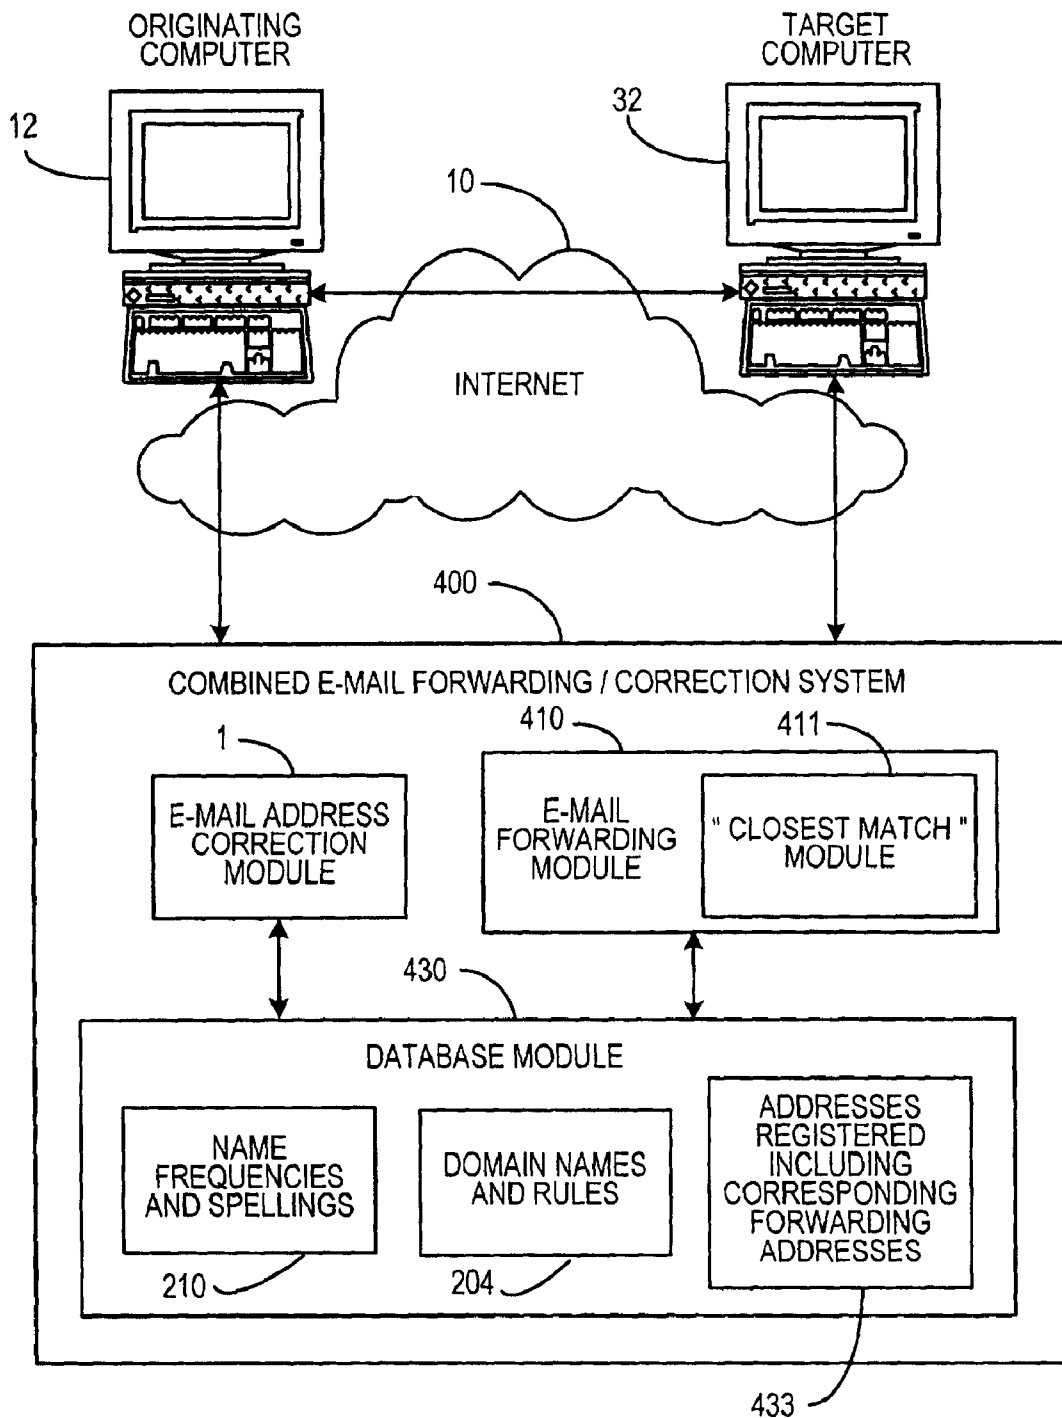 ORIGINATING
COMPUTER
TARGET
COMPUTER
12
32
10
INTERNET
400
COMBINED E-MAIL FORWARDING / CORRECTION SYSTEM
1
410
411
E-MAIL ADDRESS
CORRECTION
MODULE
E-MAIL
FORWARDING
MODULE
" CLOSEST MATCH "
MODULE
430
DATABASE MODULE
NAME
FREQUENCIES
AND SPELLINGS
DOMAIN NAMES
AND RULES
ADDRESSES
REGISTERED
INCLUDING
CORRESPONDING
FORWARDING
ADDRESSES
210
204
433